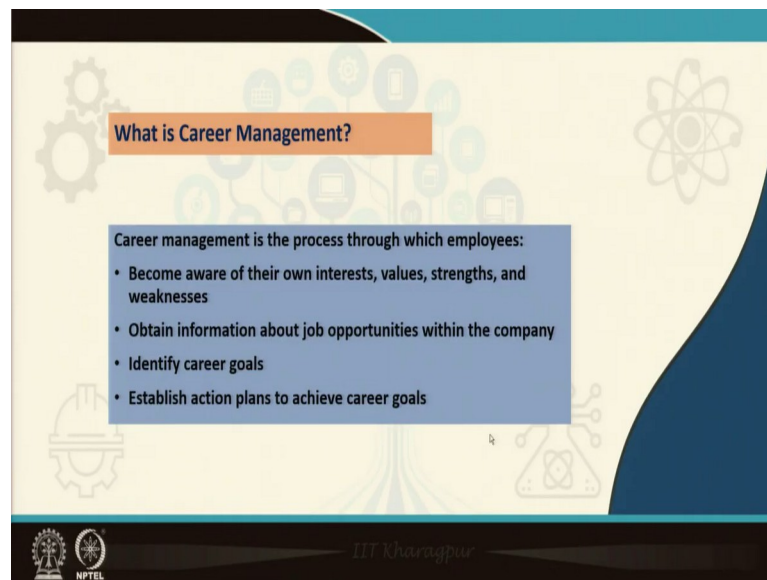 What is Career Management?
Career management is the process through which employees:
• Become aware of their own interests, values, strengths, and
weaknesses
• Obtain information about job opportunities within the company
• Identify career goals
• Establish action plans to achieve career goals
IIT Kharagpur
NPTEL